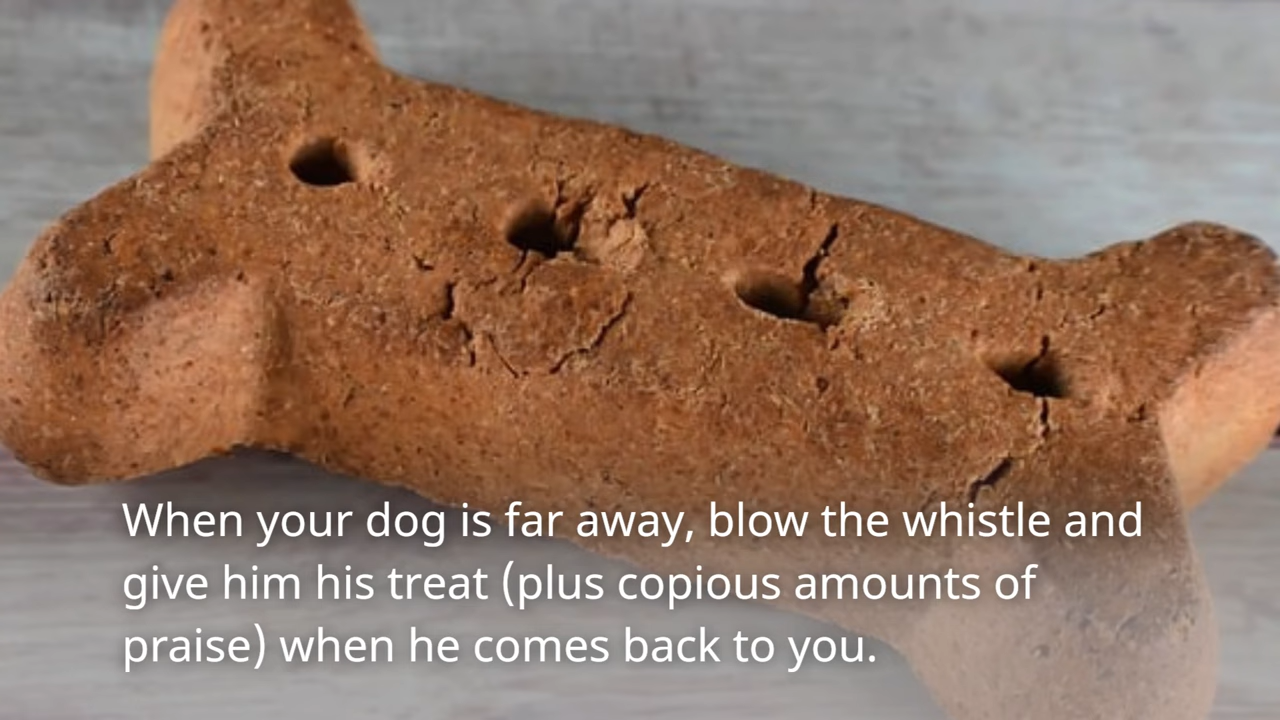 When your dog is far away, blow the whistle and
give him his treat (plus copious amounts of
praise) when he comes back to you.